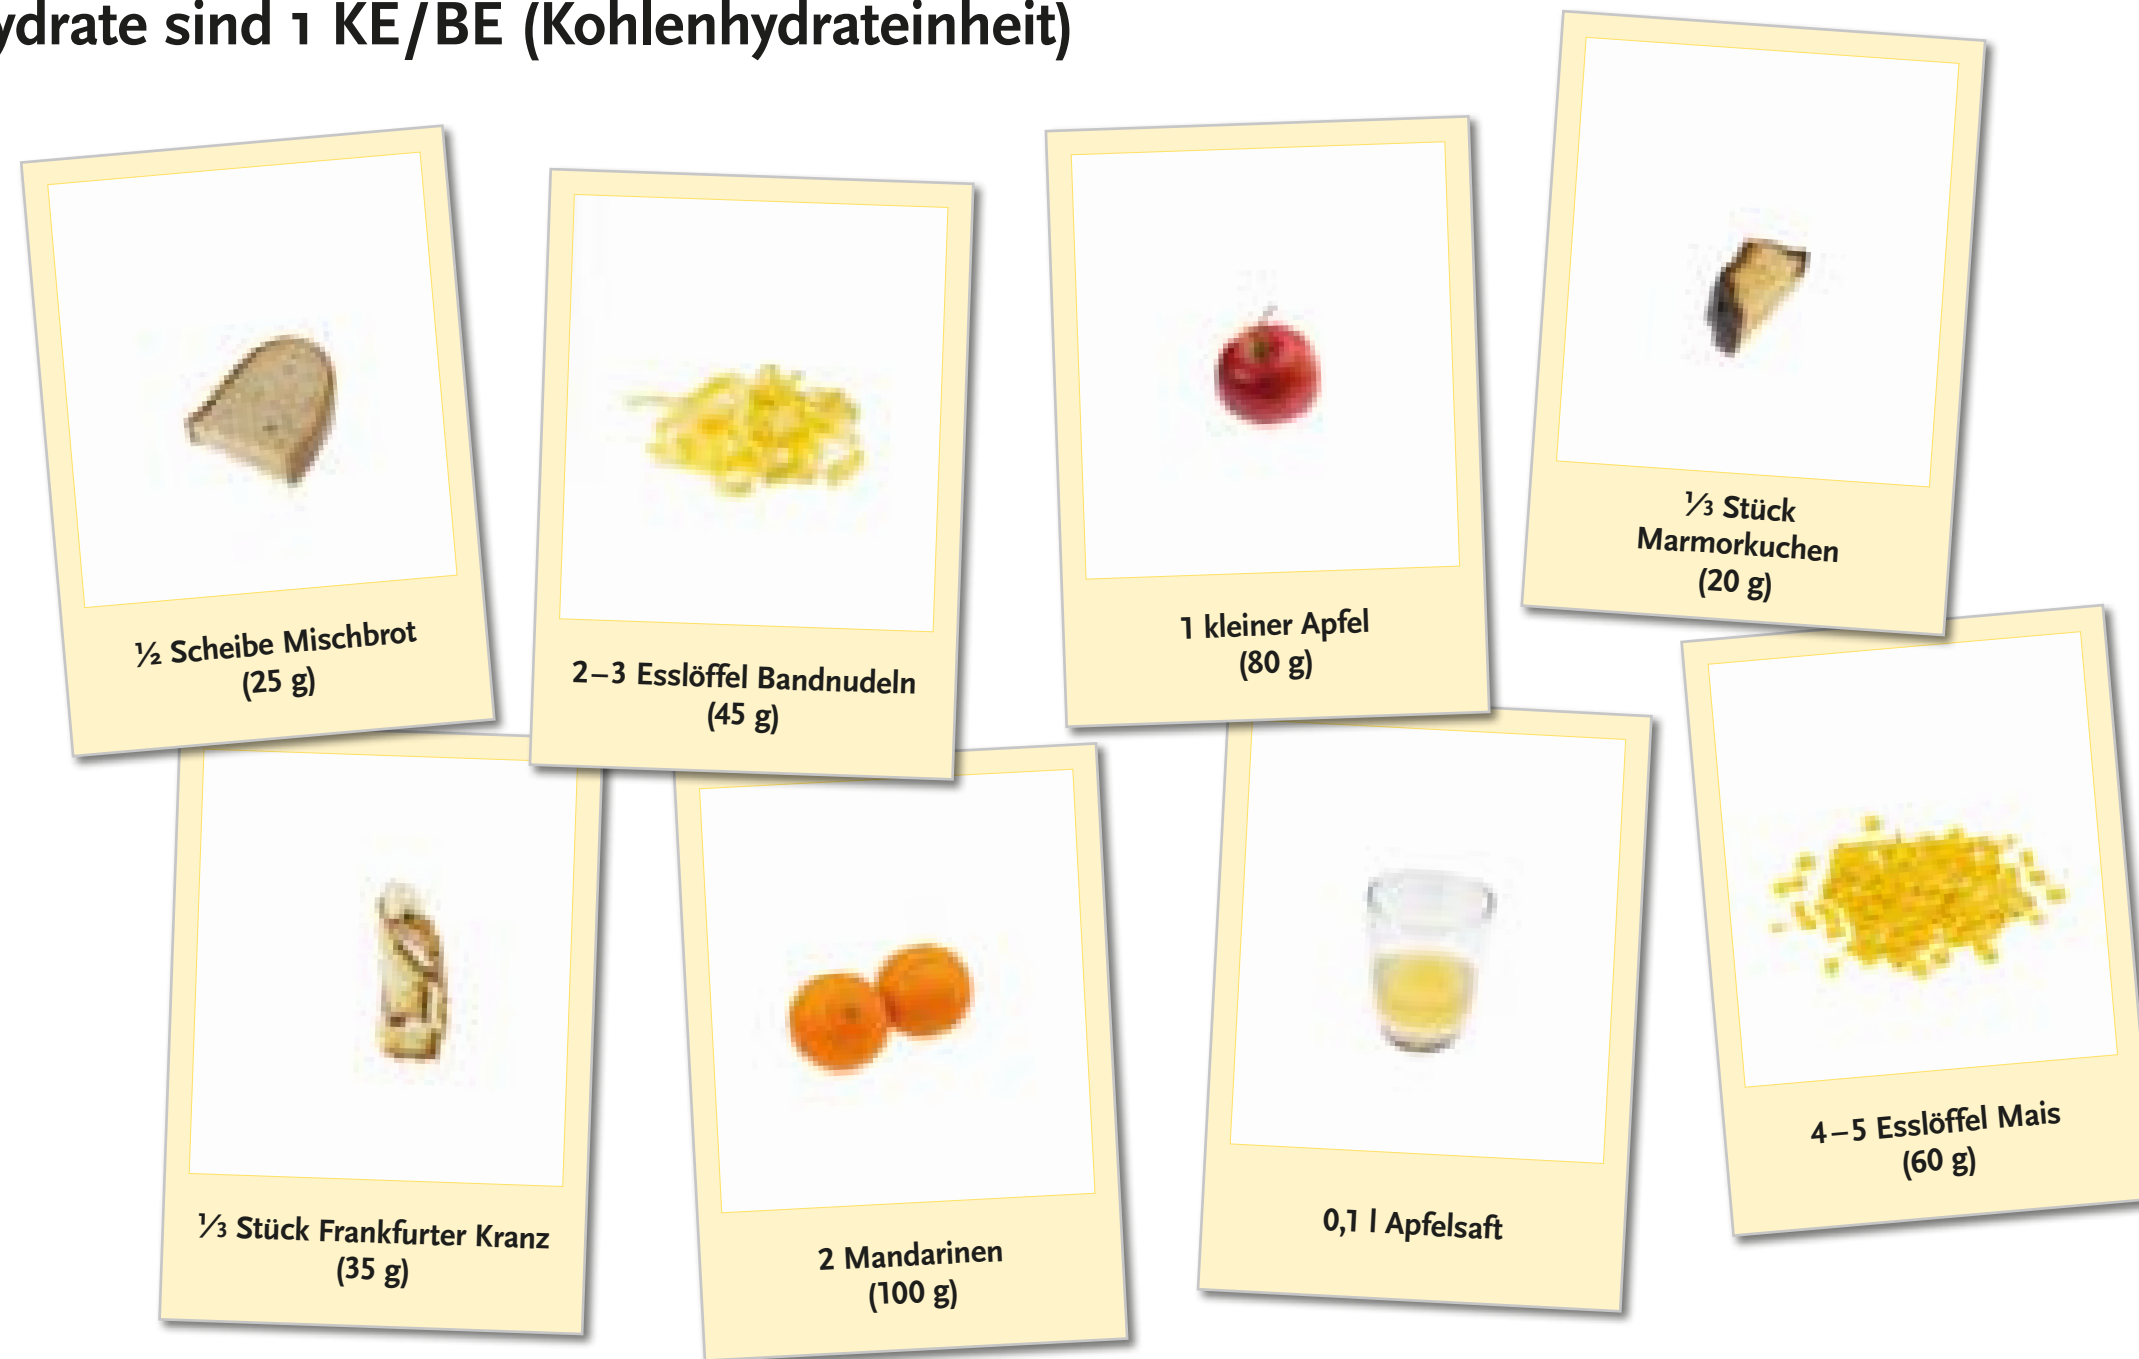 ydrate sind 1 KE/BE (Kohlenhydrateinheit)
½ Scheibe Mischbrot
(25 g)
2–3 Esslöffel Bandnudeln
(45 g)
1 kleiner Apfel
(80 g)
⅓ Stück
Marmorkuchen
(20 g)
⅓ Stück Frankfurter Kranz
(35 g)
2 Mandarinen
(100 g)
0,1 l Apfelsaft
4–5 Esslöffel Mais
(60 g)